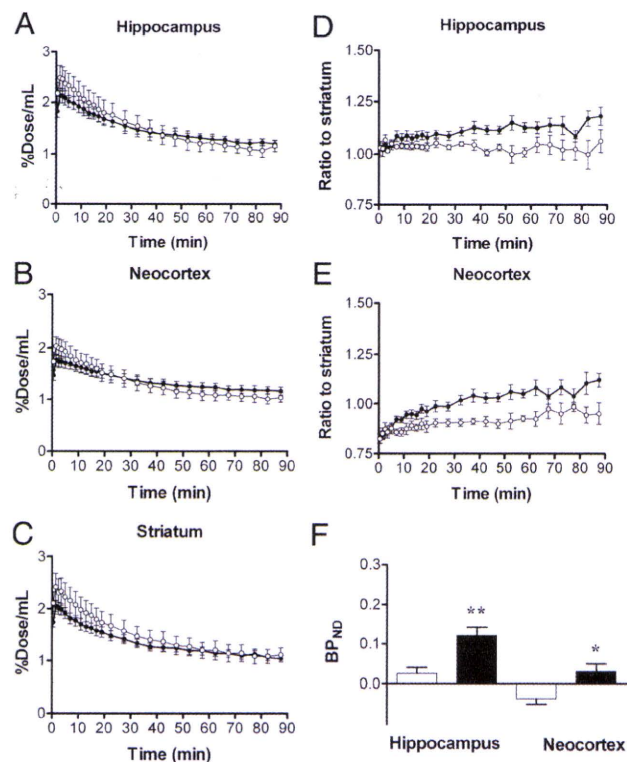 A
Hippocampus
%Dose/mL
3
2
1
0
0 10 20 30 40 50 60 70 80 90
Time (min)
B
Neocortex
%Dose/mL
3
2
1
0
0 10 20 30 40 50 60 70 80 90
Time (min)
C
Striatum
%Dose/mL
3
2
1
0
0 10 20 30 40 50 60 70 80 90
Time (min)
D
Hippocampus
Ratio to striatum
1.50
1.25
1.00
0.75
0 10 20 30 40 50 60 70 80 90
Time (min)
E
Neocortex
Ratio to striatum
1.50
1.25
1.00
0.75
0 10 20 30 40 50 60 70 80 90
Time (min)
F
BPND
0.3
0.2
0.1
0.0
**
*
Hippocampus Neocortex